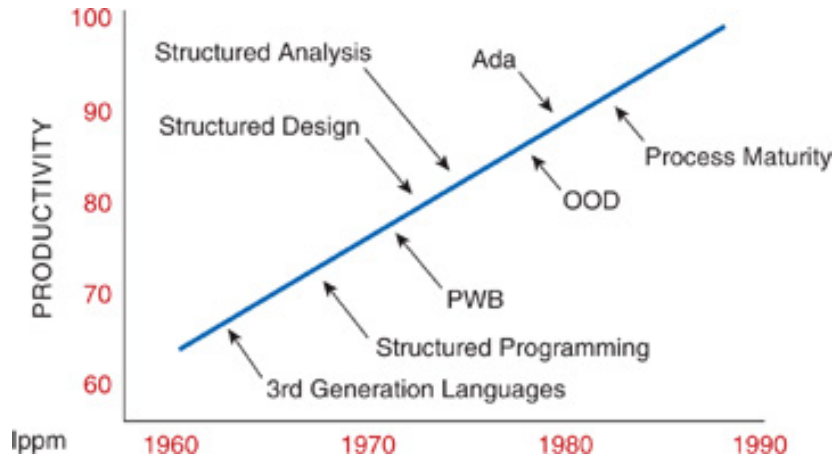 100
Structured Analysis
Ada
90
Structured Design
Process Maturity
80
OOD
PRODUCTIVITY
PWB
70
Structured Programming
3rd Generation Languages
60
lppm
1960
1970
1980
1990